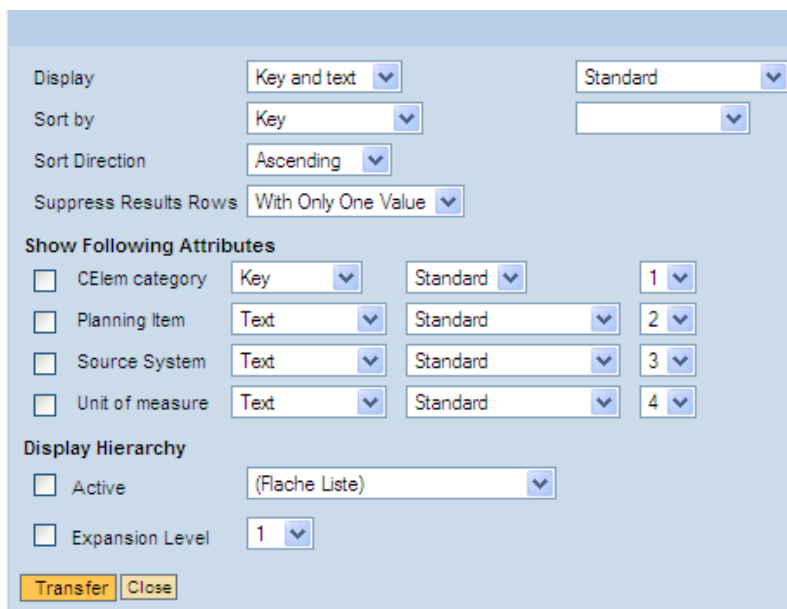 Display Key and text Standard
Sort by Key
Sort Direction Ascending
Suppress Results Rows With Only One Value
Show Following Attributes
CElem category Key Standard 1
Planning Item Text Standard 2
Source System Text Standard 3
Unit of measure Text Standard 4
Display Hierarchy
Active (Flache Liste)
Expansion Level 1
Transfer Close